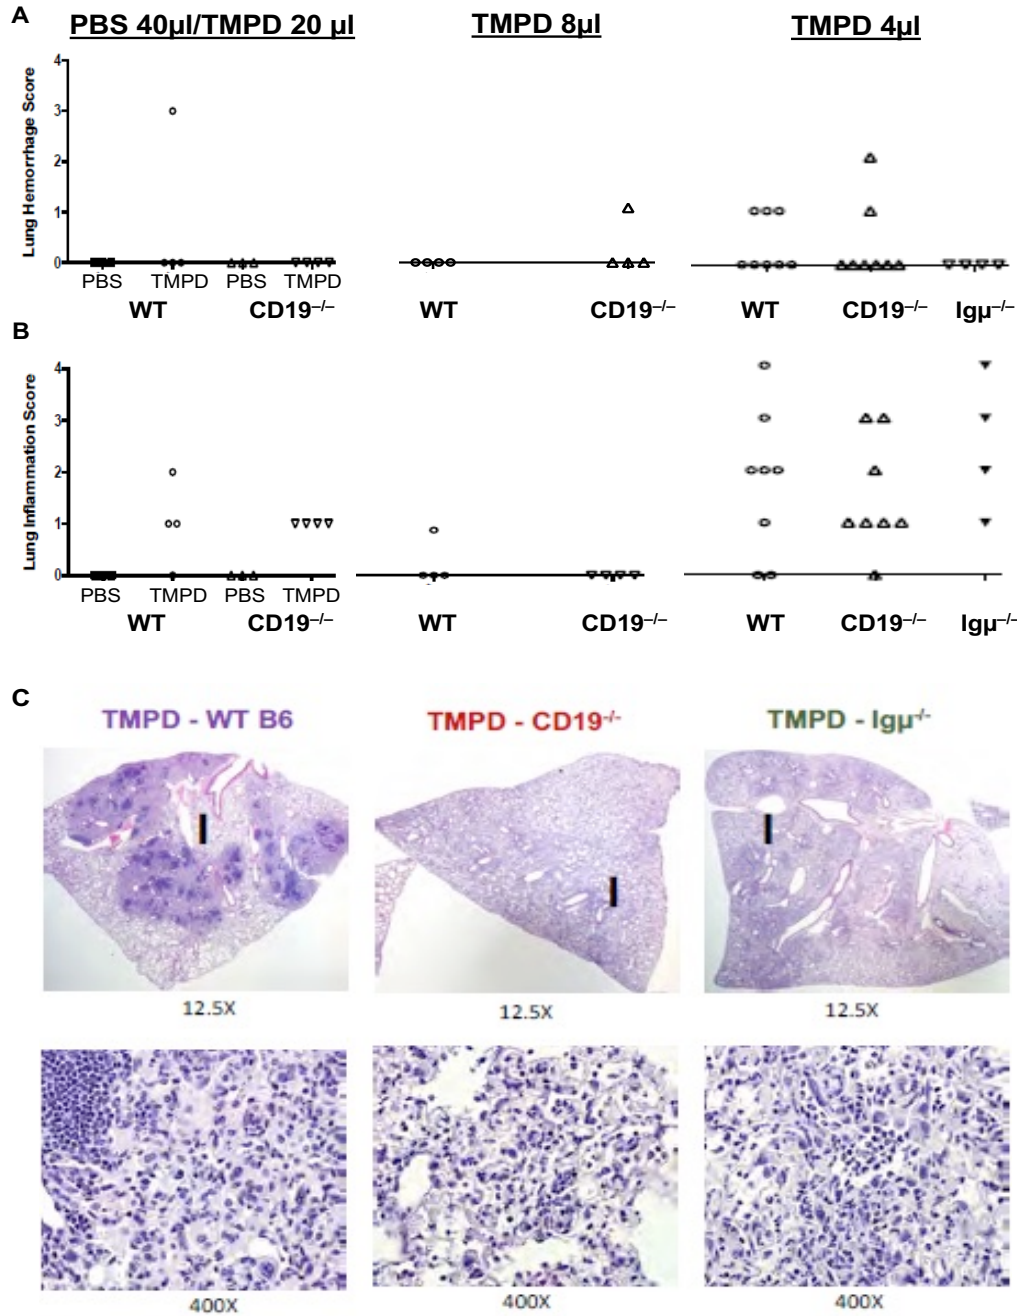 A
PBS 40µl/TMPD 20 µl
TMPD 8µl
TMPD 4µl
Lung Hemorrhage Score
4
3
2
1
0
PBS TMPD PBS TMPD
WT CD19–/–
WT CD19–/–
WT CD19–/– Igµ–/–
B
Lung Inflammation Score
4
3
2
1
0
PBS TMPD PBS TMPD
WT CD19–/–
WT CD19–/–
WT CD19–/– Igµ–/–
C
TMPD - WT B6
TMPD - CD19-/-
TMPD - Igµ-/-
12.5X
12.5X
12.5X
400X
400X
400X